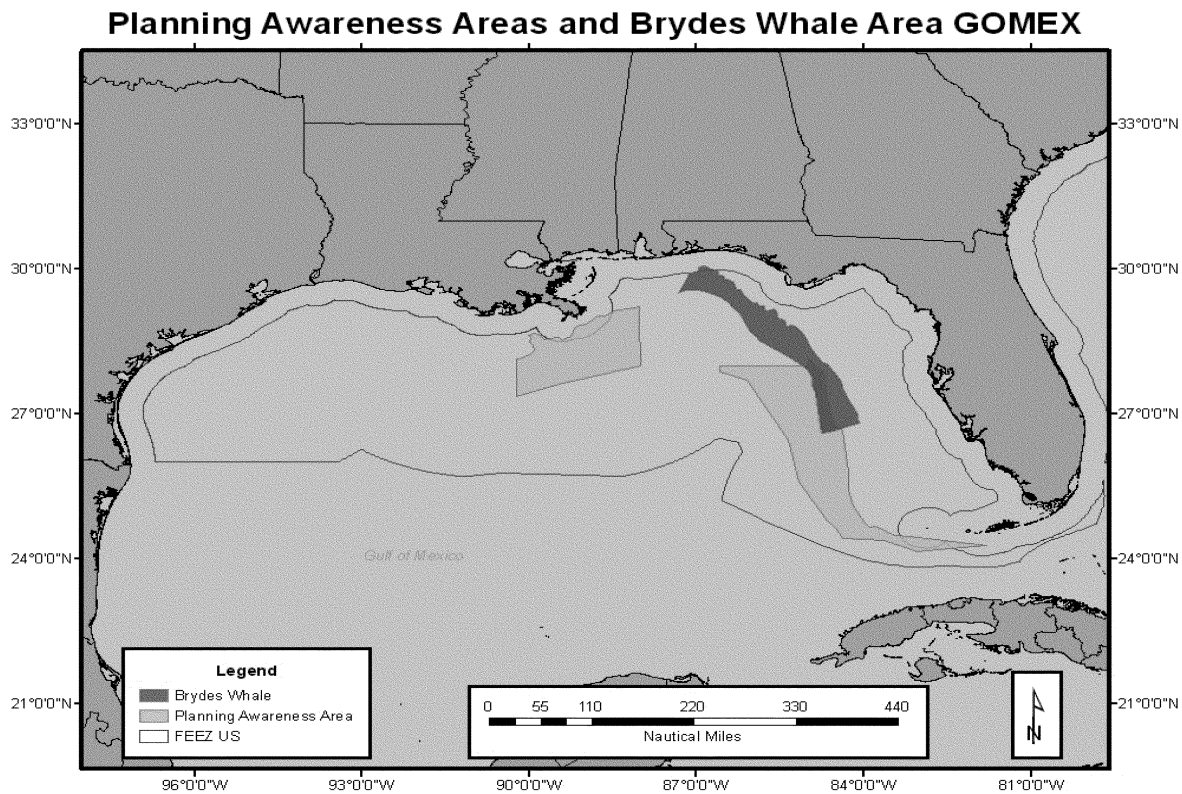 Planning Awareness Areas and Brydes Whale Area GOMEX
33°0'0"N
33°0'0"N
30°0'0"N
30°0'0"N
27°0'0"N
27°0'0"N
24°0'0"N
24°0'0"N
Gulf of Mexico
Legend
Brydes Whale
Planning Awareness Area
FEEZ US
0 55 110 220 330 440
Nautical Miles
N
21°0'0"N
21°0'0"N
96°0'0"W 93°0'0"W 90°0'0"W 87°0'0"W 84°0'0"W 81°0'0"W